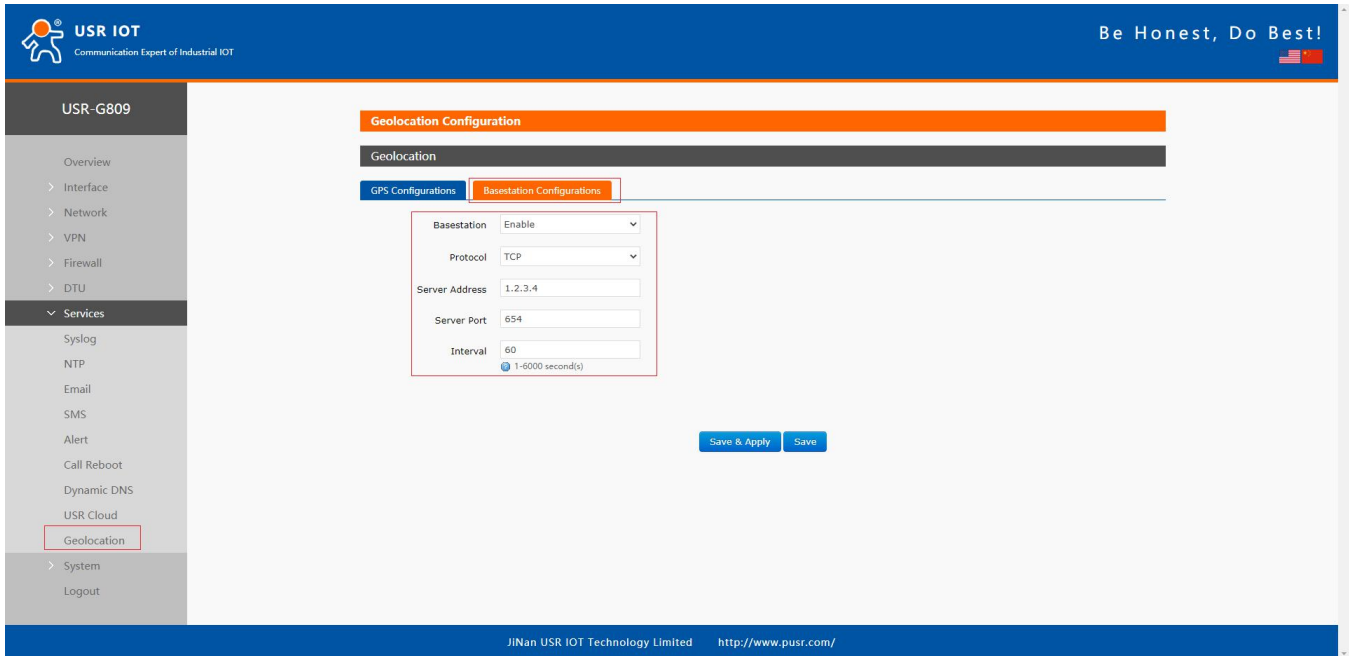 USR IOT
Communication Expert of Industrial IOT
Be Honest, Do Best!
USR-G809
Overview
Interface
Network
VPN
Firewall
DTU
Services
Syslog
NTP
Email
SMS
Alert
Call Reboot
Dynamic DNS
USR Cloud
Geolocation
System
Logout
Geolocation Configuration
Geolocation
GPS Configurations Basestation Configurations
Basestation Enable
Protocol TCP
Server Address 1.2.3.4
Server Port 654
Interval 60
1-6000 second(s)
Save & Apply Save
JiNan USR IOT Technology Limited http://www.pusr.com/